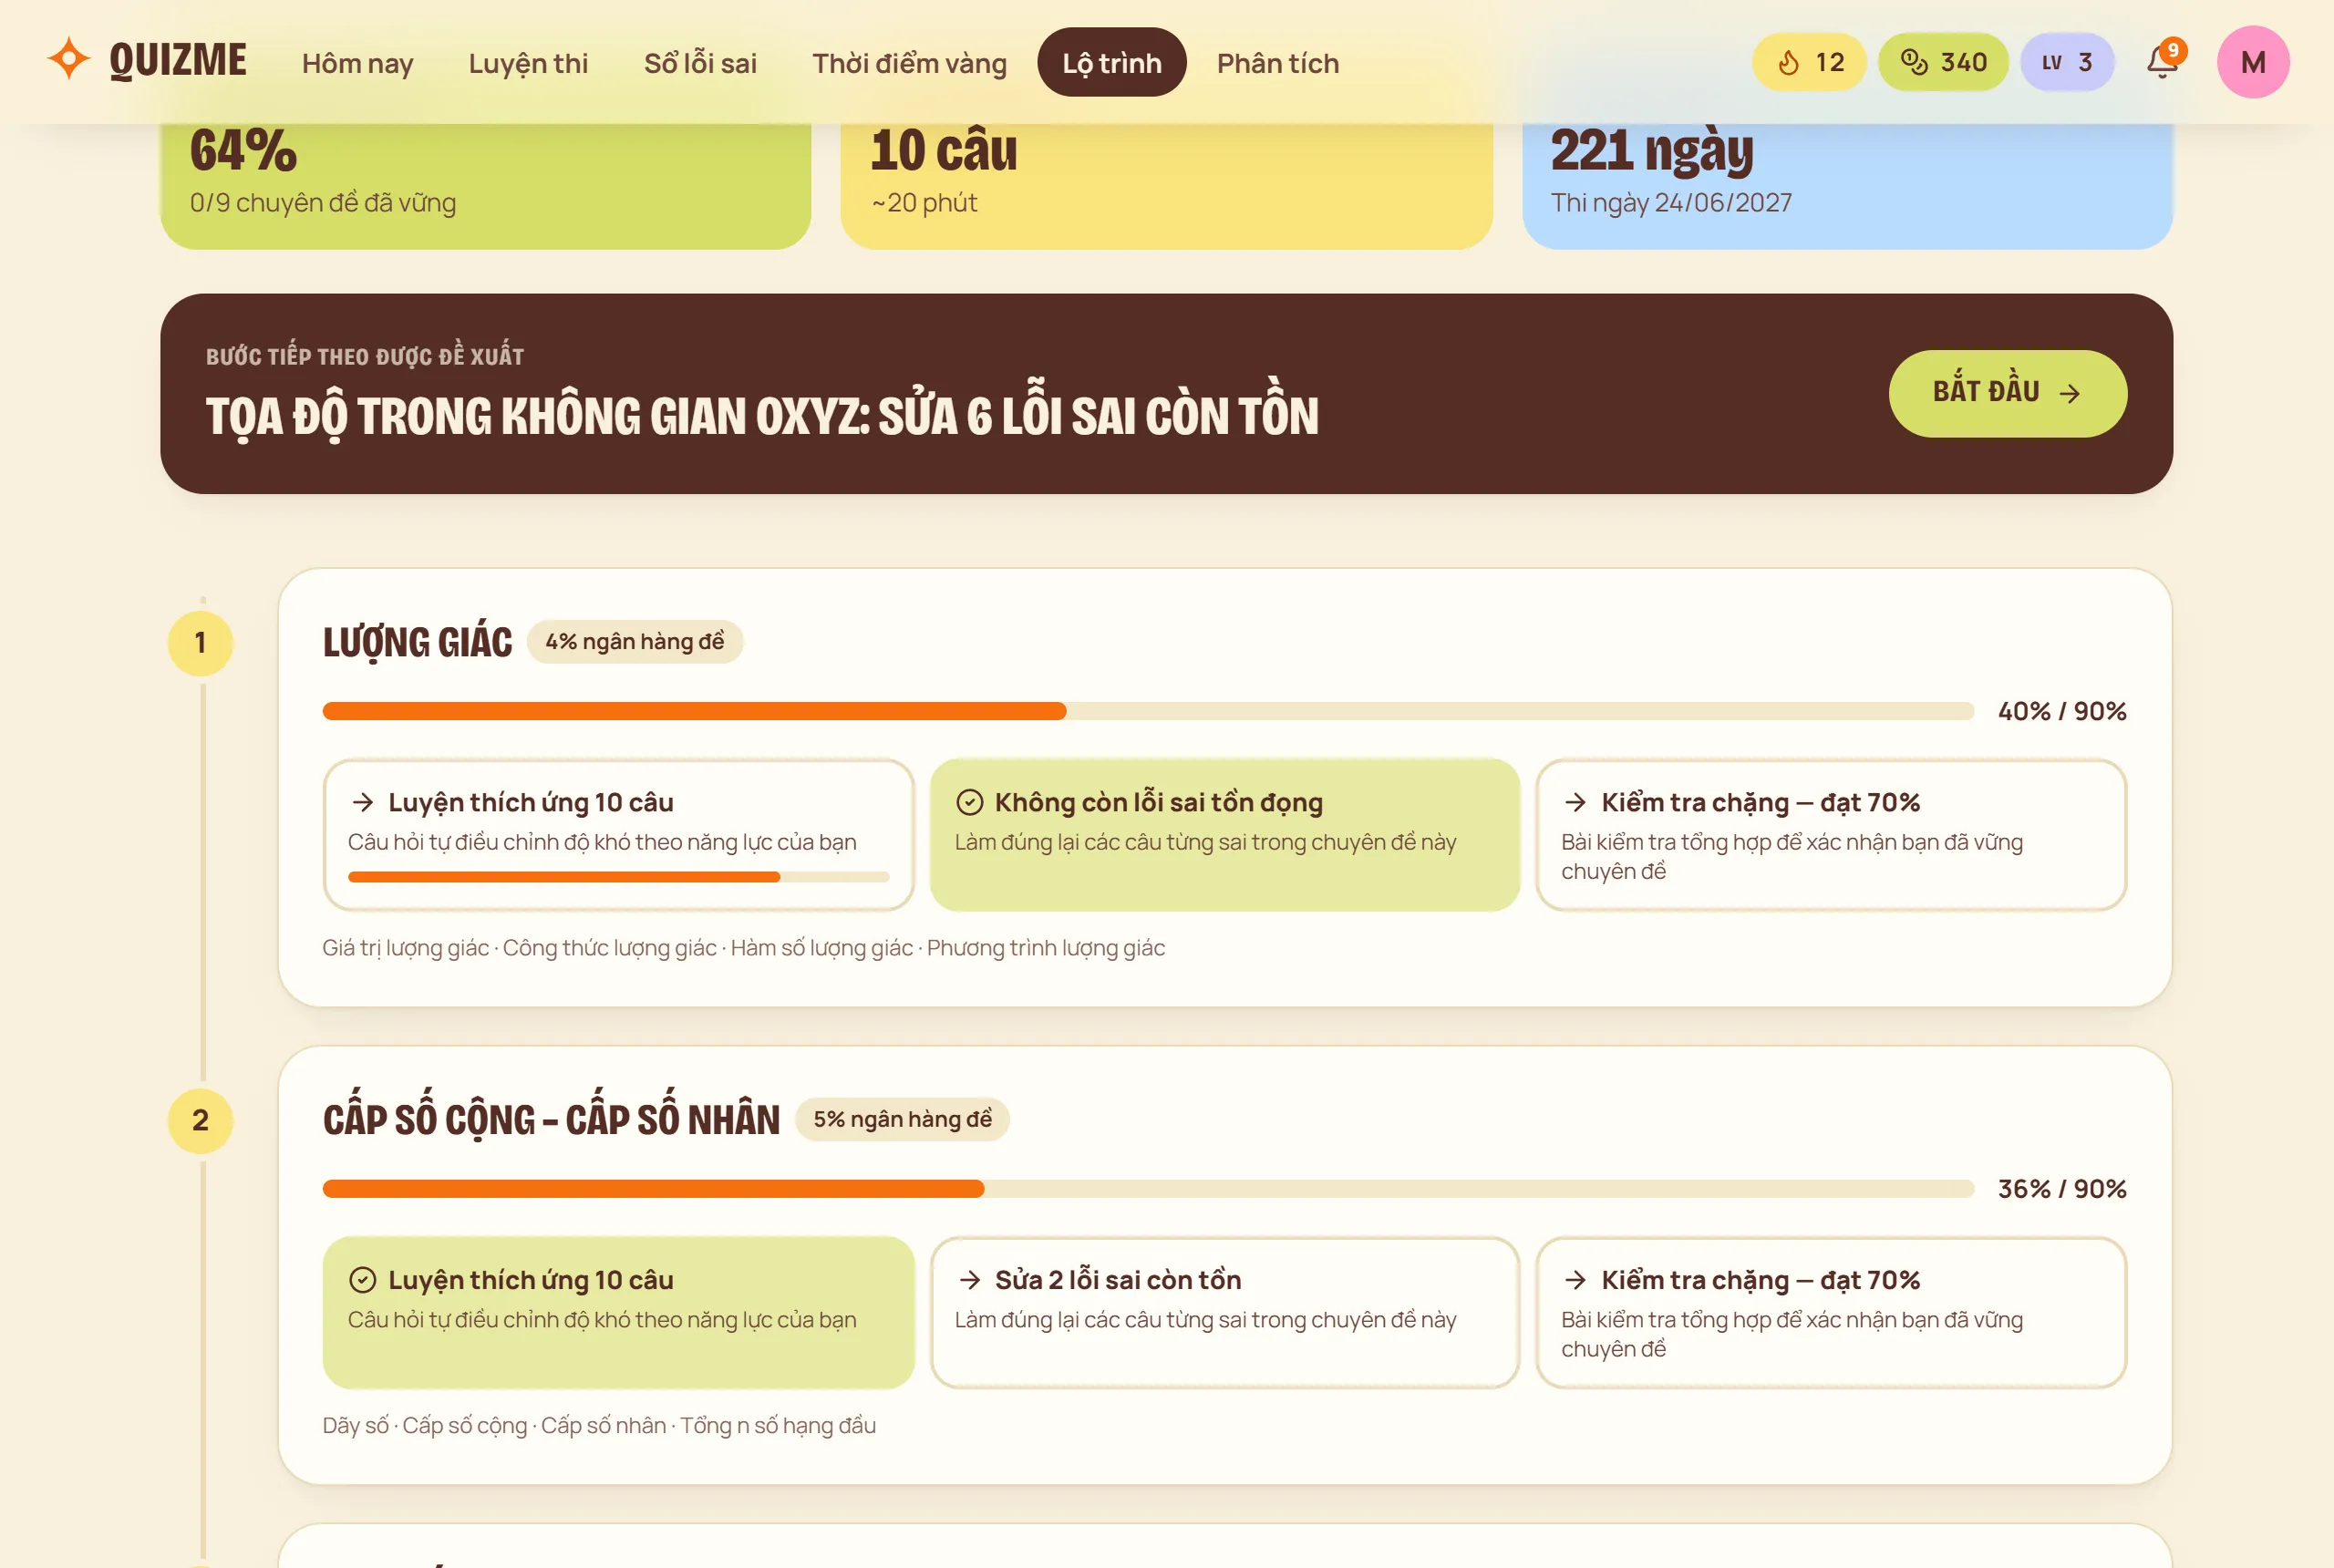 QUIZME
Hôm nay
Luyện thi
Sổ lỗi sai
Thời điểm vàng
Lộ trình
Phân tích
12
340
LV 3
9
M
64%
0/9 chuyên đề đã vững
10 câu
~20 phút
221 ngày
Thi ngày 24/06/2027
BƯỚC TIẾP THEO ĐƯỢC ĐỀ XUẤT
TỌA ĐỘ TRONG KHÔNG GIAN OXYZ: SỬA 6 LỖI SAI CÒN TỒN
BẮT ĐẦU →
1
LƯỢNG GIÁC
4% ngân hàng đề
40% / 90%
→ Luyện thích ứng 10 câu
Câu hỏi tự điều chỉnh độ khó theo năng lực của bạn
Không còn lỗi sai tồn đọng
Làm đúng lại các câu từng sai trong chuyên đề này
→ Kiểm tra chặng — đạt 70%
Bài kiểm tra tổng hợp để xác nhận bạn đã vững
chuyên đề
Giá trị lượng giác · Công thức lượng giác · Hàm số lượng giác · Phương trình lượng giác
2
CẤP SỐ CỘNG – CẤP SỐ NHÂN
5% ngân hàng đề
36% / 90%
Luyện thích ứng 10 câu
Câu hỏi tự điều chỉnh độ khó theo năng lực của bạn
→ Sửa 2 lỗi sai còn tồn
Làm đúng lại các câu từng sai trong chuyên đề này
→ Kiểm tra chặng — đạt 70%
Bài kiểm tra tổng hợp để xác nhận bạn đã vững
chuyên đề
Dãy số · Cấp số cộng · Cấp số nhân · Tổng n số hạng đầu